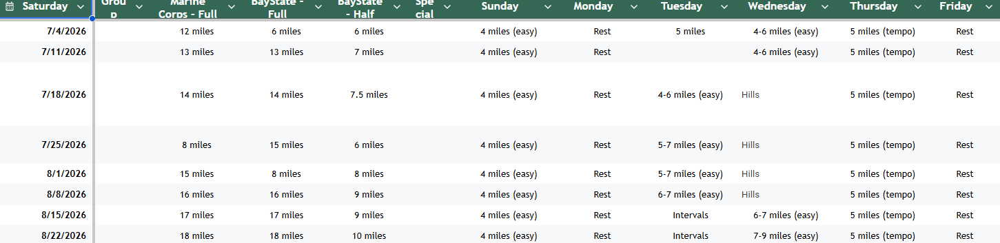 Saturday Grou p Marine Corps - Full BayState - Full BayState - Half Spe cial Sunday Monday Tuesday Wednesday Thursday Friday
7/4/2026 12 miles 6 miles 6 miles 4 miles (easy) Rest 5 miles 4-6 miles (easy) 5 miles (tempo) Rest
7/11/2026 13 miles 13 miles 7 miles 4 miles (easy) Rest 4-6 miles (easy) 5 miles (tempo) Rest
7/18/2026 14 miles 14 miles 7.5 miles 4 miles (easy) Rest 4-6 miles (easy) Hills 5 miles (tempo) Rest
7/25/2026 8 miles 15 miles 6 miles 4 miles (easy) Rest 5-7 miles (easy) Hills 5 miles (tempo) Rest
8/1/2026 15 miles 8 miles 8 miles 4 miles (easy) Rest 5-7 miles (easy) Hills 5 miles (tempo) Rest
8/8/2026 16 miles 16 miles 9 miles 4 miles (easy) Rest 6-7 miles (easy) Hills 5 miles (tempo) Rest
8/15/2026 17 miles 17 miles 9 miles 4 miles (easy) Rest Intervals 6-7 miles (easy) 5 miles (tempo) Rest
8/22/2026 18 miles 18 miles 10 miles 4 miles (easy) Rest Intervals 7-9 miles (easy) 5 miles (tempo) Rest